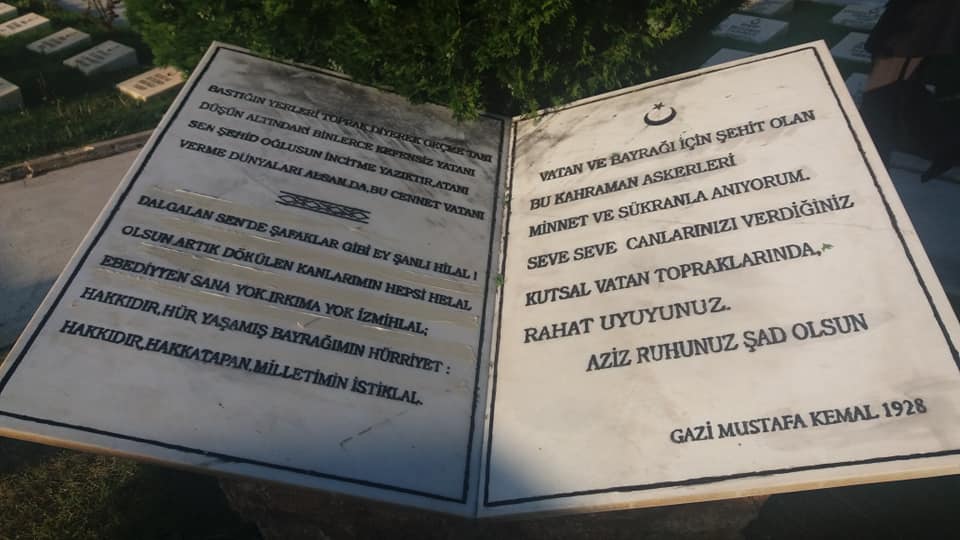 BASTIĞIN YERLERİ TOPRAK,DİYEREK GEÇME TANI
DÜŞÜN ALTINDAKİ BİNLERCE KEFENSİZ YATANI
SEN ŞEHİD OĞLUSUN İNCİTME YAZIKTIR,ATANI
VERME DÜNYALARI ALSAN,DA,BU CENNET VATANI
DALGALAN SEN'DE ŞAFAKLAR GİBİ EY ŞANLI HİLAL !
OLSUN ARTIK DÖKÜLEN KANLARIMIN HEPSİ HELAL
EBEDİYYEN SANA YOK.IRKIMA YOK İZMİHLAL;
HAKKIDIR,HÜR YAŞAMIŞ BAYRAĞIMIN HÜRRİYET :
HAKKIDIR,HAKKA TAPAN,MİLLETİMİN İSTİKLAL.
VATAN VE BAYRAĞI İÇİN ŞEHİT OLAN
BU KAHRAMAN ASKERLERİ
MİNNET VE SÜKRANLA ANIYORUM.
SEVE SEVE CANLARINIZI VERDİĞİNİZ
KUTSAL VATAN TOPRAKLARINDA,
RAHAT UYUYUNUZ.
AZİZ RUHUNUZ ŞAD OLSUN
GAZİ MUSTAFA KEMAL 1928